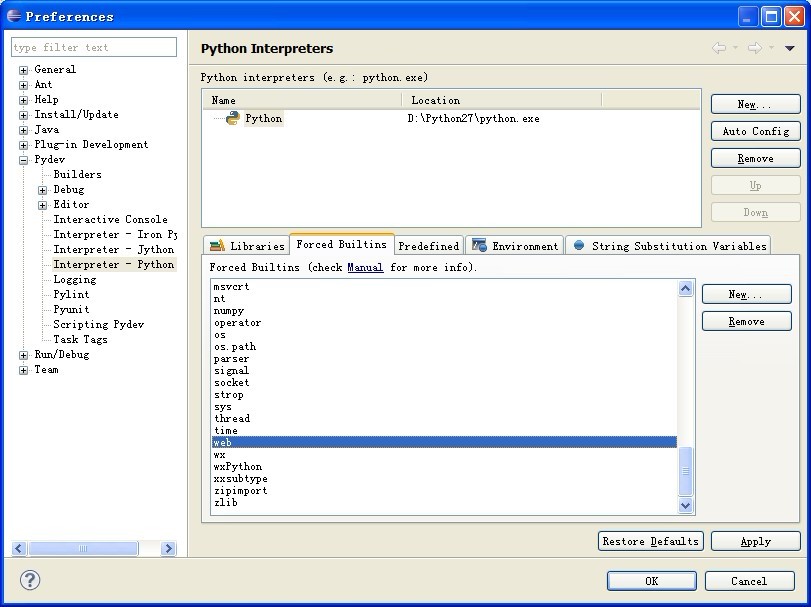 Preferences
type filter text
General
Ant
Help
Install/Update
Java
Plug-in Development
Pydev
Builders
Debug
Editor
Interactive Console
Interpreter - Iron Py
Interpreter - Jython
Interpreter - Python
Logging
Pylint
Pyunit
Scripting Pydev
Task Tags
Run/Debug
Team
Python Interpreters
Python interpreters (e.g.: python.exe)
Name Location
Python D:\Python27\python.exe
New...
Auto Config
Remove
Up
Down
Libraries Forced Builtins Predefined Environment String Substitution Variables
Forced Builtins (check Manual for more info).
msvcrt
nt
numpy
operator
os
os.path
parser
signal
socket
strop
sys
thread
time
web
wx
wxPython
xxsubtype
zipimport
zlib
New...
Remove
Restore Defaults Apply
? OK Cancel